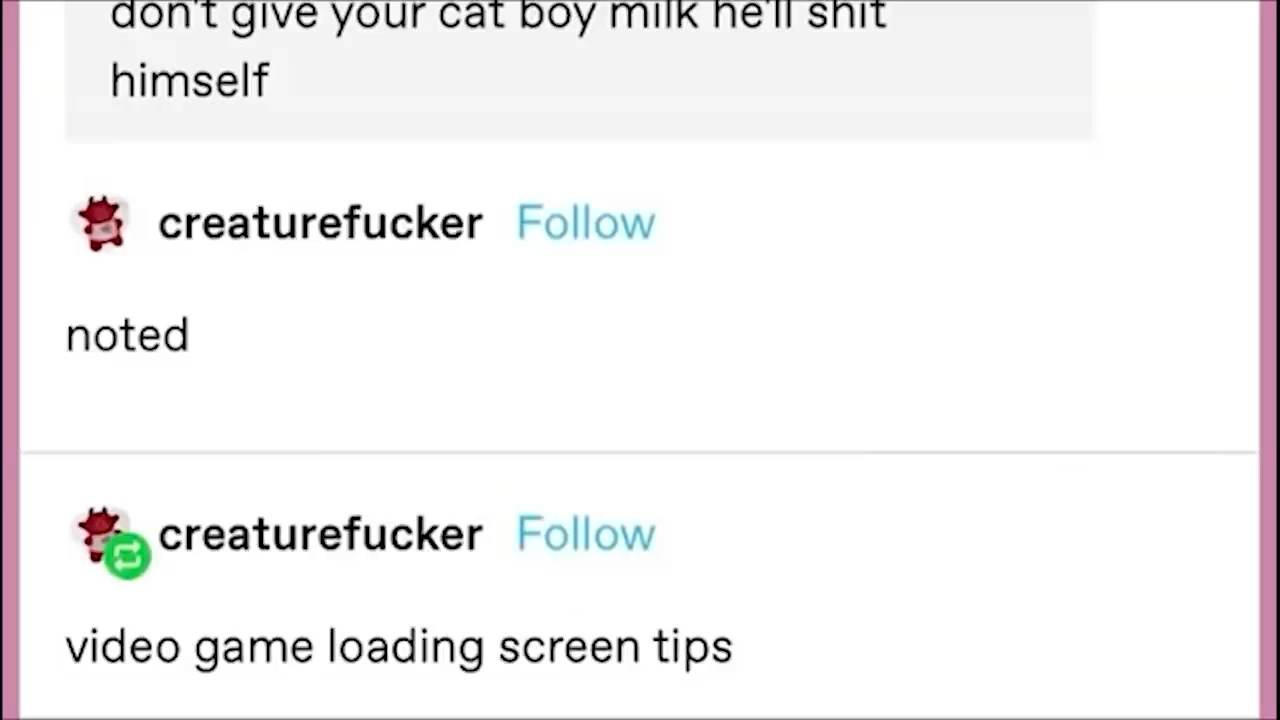 don't give your cat boy milk he'll shit
himself
creaturefucker Follow
noted
creaturefucker Follow
video game loading screen tips